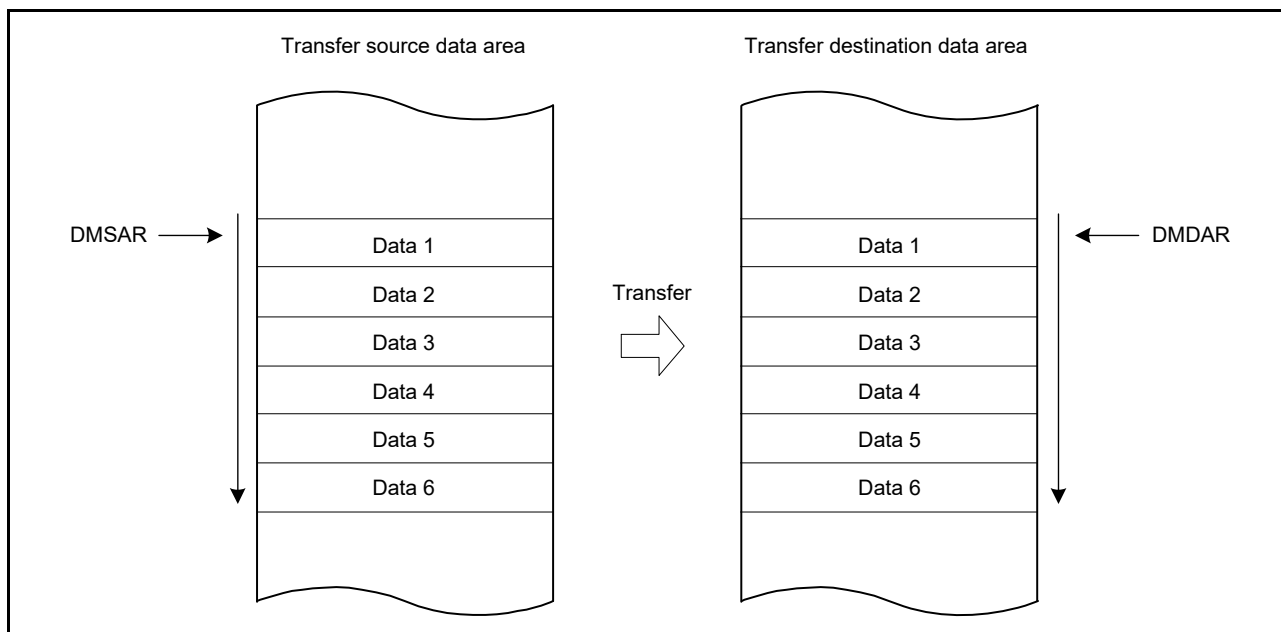 Transfer source data area
Transfer destination data area
DMSAR
Data 1
Data 1
DMDAR
Data 2
Transfer
Data 2
Data 3
Data 3
Data 4
Data 4
Data 5
Data 5
Data 6
Data 6